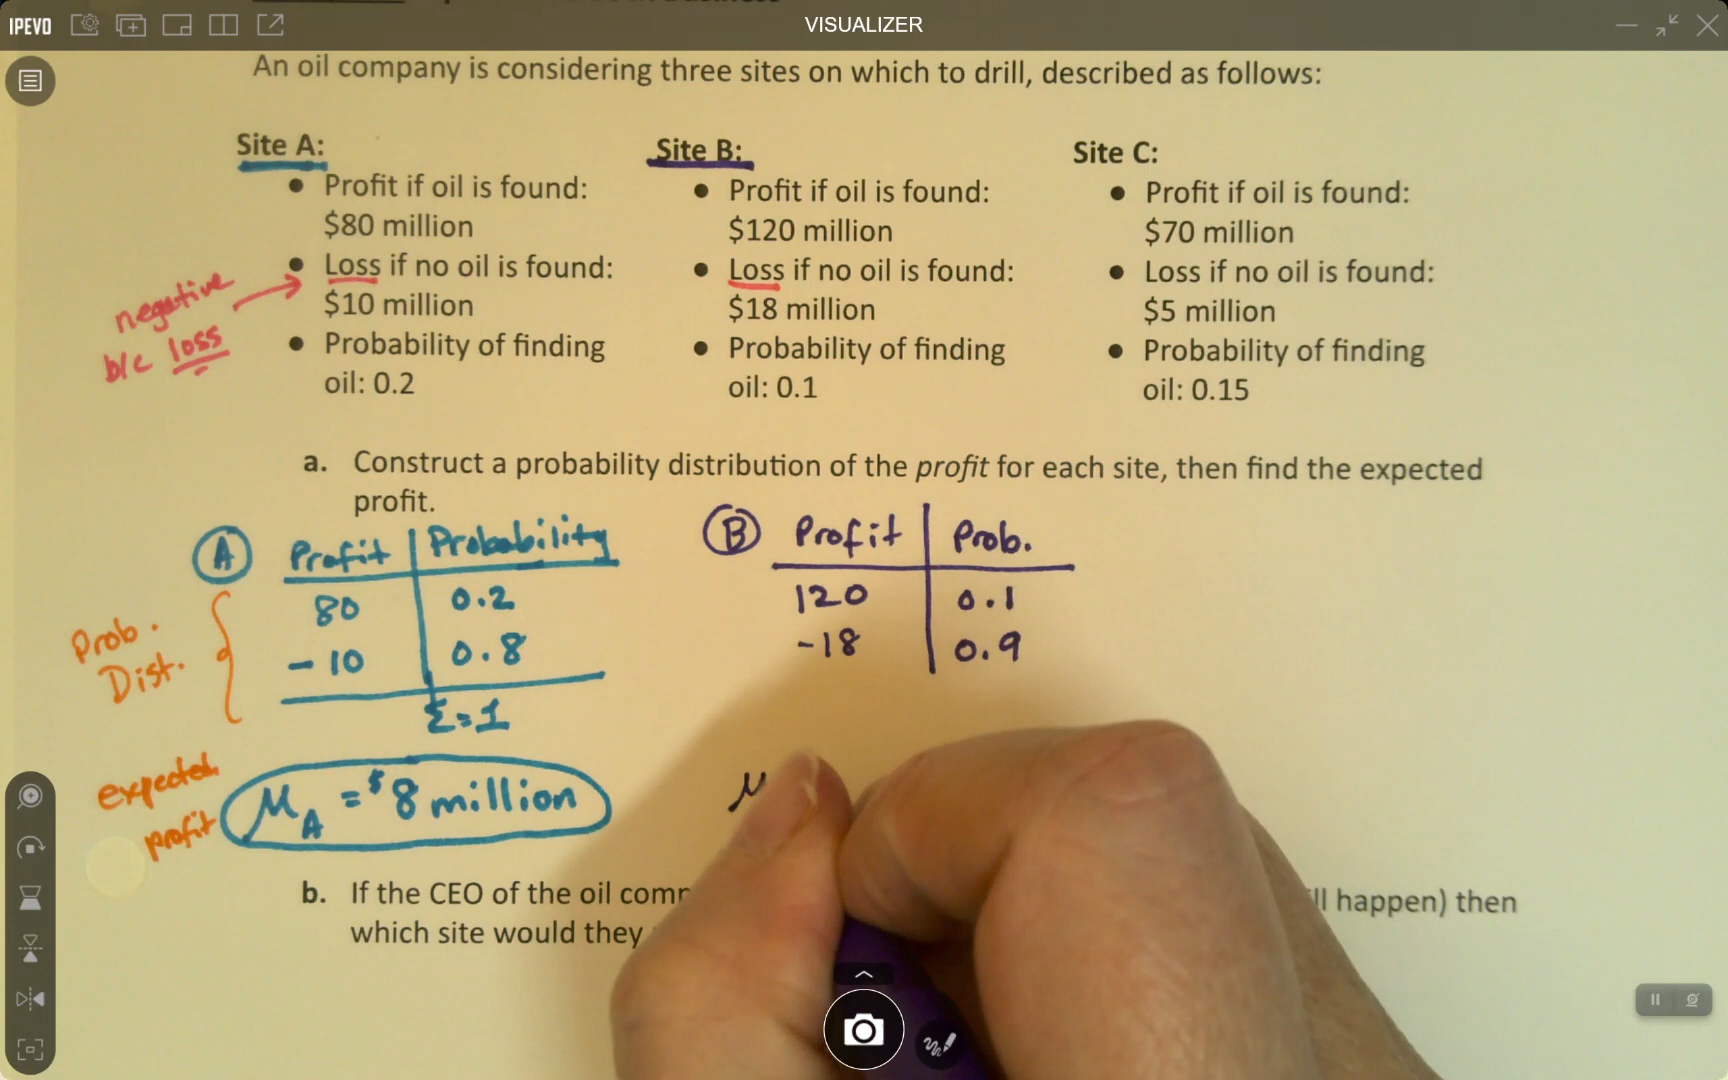 IPEVO
VISUALIZER
An oil company is considering three sites on which to drill, described as follows:
Site A:
• Profit if oil is found:
$80 million
• Loss if no oil is found:
$10 million
• Probability of finding
oil: 0.2
negative
b/c loss
Site B:
• Profit if oil is found:
$120 million
• Loss if no oil is found:
$18 million
• Probability of finding
oil: 0.1
Site C:
• Profit if oil is found:
$70 million
• Loss if no oil is found:
$5 million
• Probability of finding
oil: 0.15
a. Construct a probability distribution of the profit for each site, then find the expected
profit.
A Profit Probability
80 0.2
-10 0.8
Σ=1
Prob.
Dist.
B Profit Prob.
120 0.1
-18 0.9
expected
profit
μA = $8 million
μ
b. If the CEO of the oil ll happen) then
which site would they